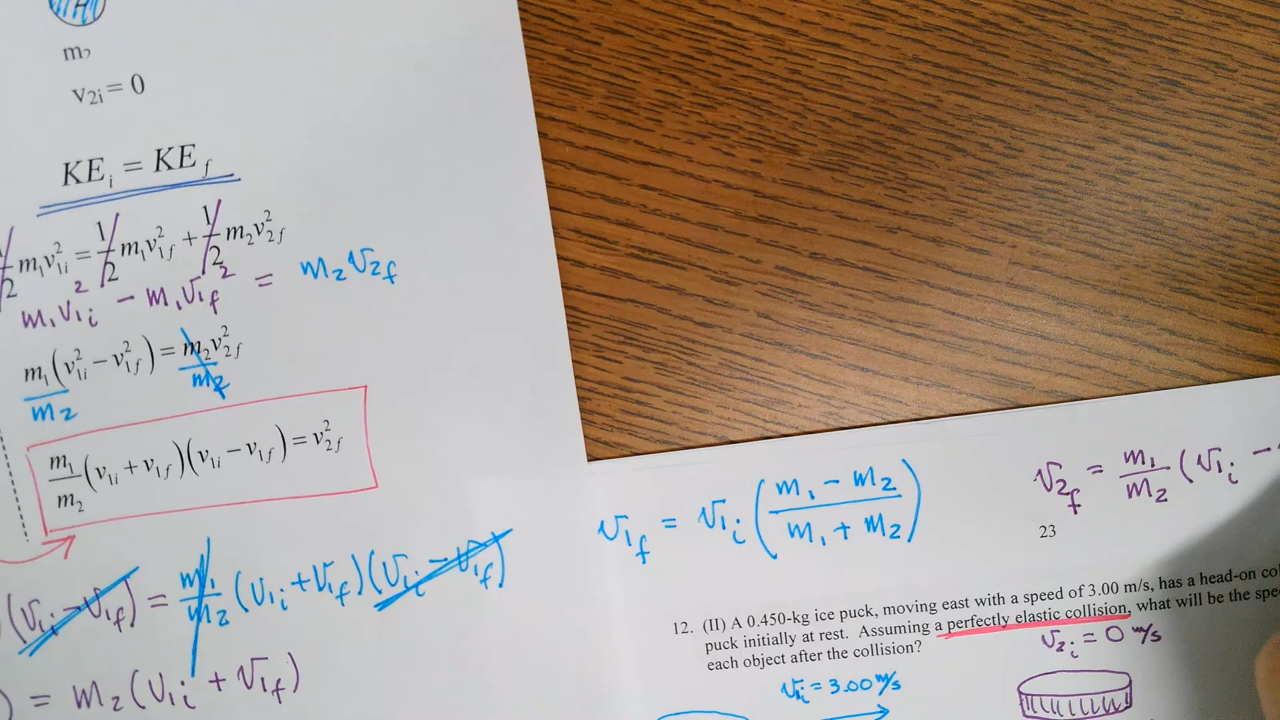 m₂
v₂ᵢ = 0
KEᵢ = KE_f
½m₁v₁ᵢ² = ½m₁v₁f² + ½m₂v₂f²
m₁v₁ᵢ² − m₁v₁f² = m₂v₂f
m₁(v₁ᵢ² − v₁f²) = m₂v₂f²
m₂ m₂
m₁/m₂ (v₁ᵢ + v₁f)(v₁ᵢ − v₁f) = v₂f²
(v₁ᵢ − v₁f) = m₁/m₂ (v₁ᵢ + v₁f)(v₁ᵢ − v₁f)
) = m₂(v₁ᵢ + v₁f)
v₁f = v₁ᵢ((m₁ − m₂)/(m₁ + m₂))
v₂f = m₁/m₂ (v₁ᵢ −
23
12. (II) A 0.450-kg ice puck, moving east with a speed of 3.00 m/s, has a head-on
puck initially at rest. Assuming a perfectly elastic collision, what will be the
each object after the collision?
v₂ᵢ = 0 m/s
v₁ᵢ = 3.00 m/s